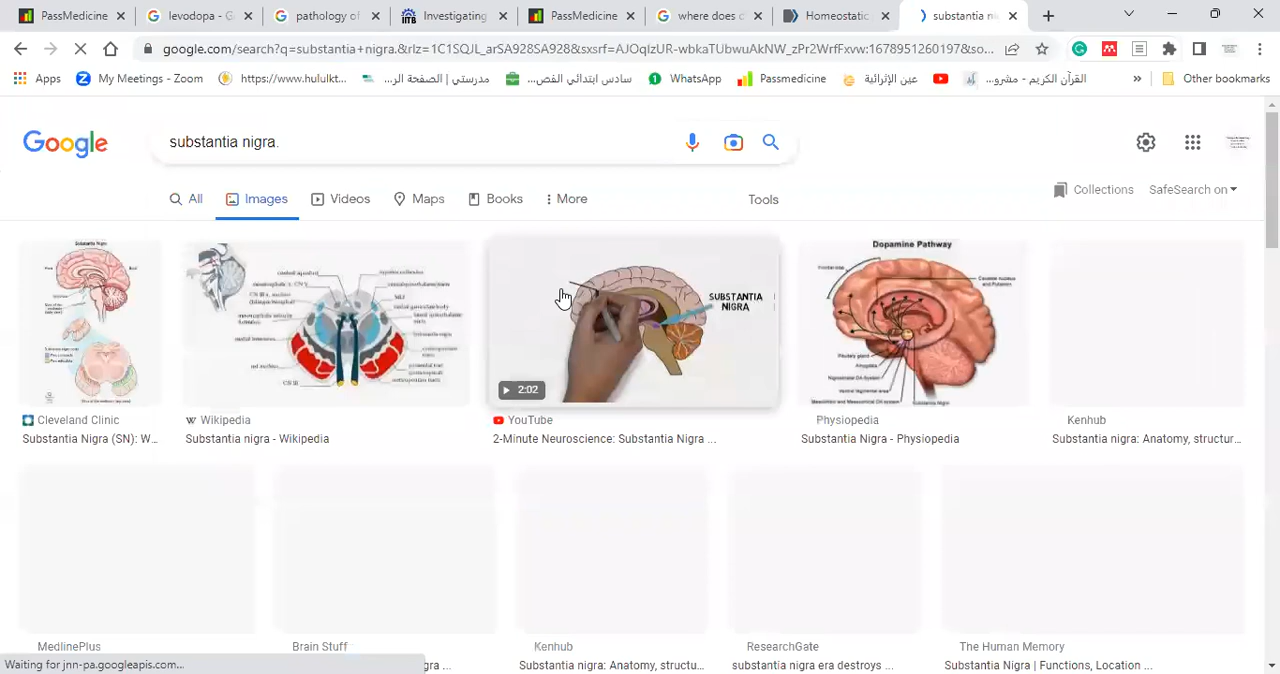 PassMedicine
levodopa - G
pathology of
Investigating
PassMedicine
where does d
Homeostatic
substantia ni
google.com/search?q=substantia+nigra.&rlz=1C1SQJL_arSA928SA928&sxsrf=AJOqlzUR-wbkaTUbwuAkNW_zPr2WrfFxvw:1678951260197&so...
Apps
My Meetings - Zoom
https://www.hululkt...
مدرستي | الصفحة الر...
سادس ابتدائي الفص...
WhatsApp
Passmedicine
عين الإثرائية
القرآن الكريم - مشرو...
»
Other bookmarks
Google
substantia nigra.
All
Images
Videos
Maps
Books
More
Tools
Collections
SafeSearch on
Substantia Nigra
SUBSTANTIA
NIGRA
2:02
Dopamine Pathway
Cleveland Clinic
Substantia Nigra (SN): W...
Wikipedia
Substantia nigra - Wikipedia
YouTube
2-Minute Neuroscience: Substantia Nigra ...
Physiopedia
Substantia Nigra - Physiopedia
Kenhub
Substantia nigra: Anatomy, structur...
MedlinePlus
Brain Stuff
gra ...
Kenhub
Substantia nigra: Anatomy, structu...
ResearchGate
substantia nigra era destroys ...
The Human Memory
Substantia Nigra | Functions, Location ...
Waiting for jnn-pa.googleapis.com...